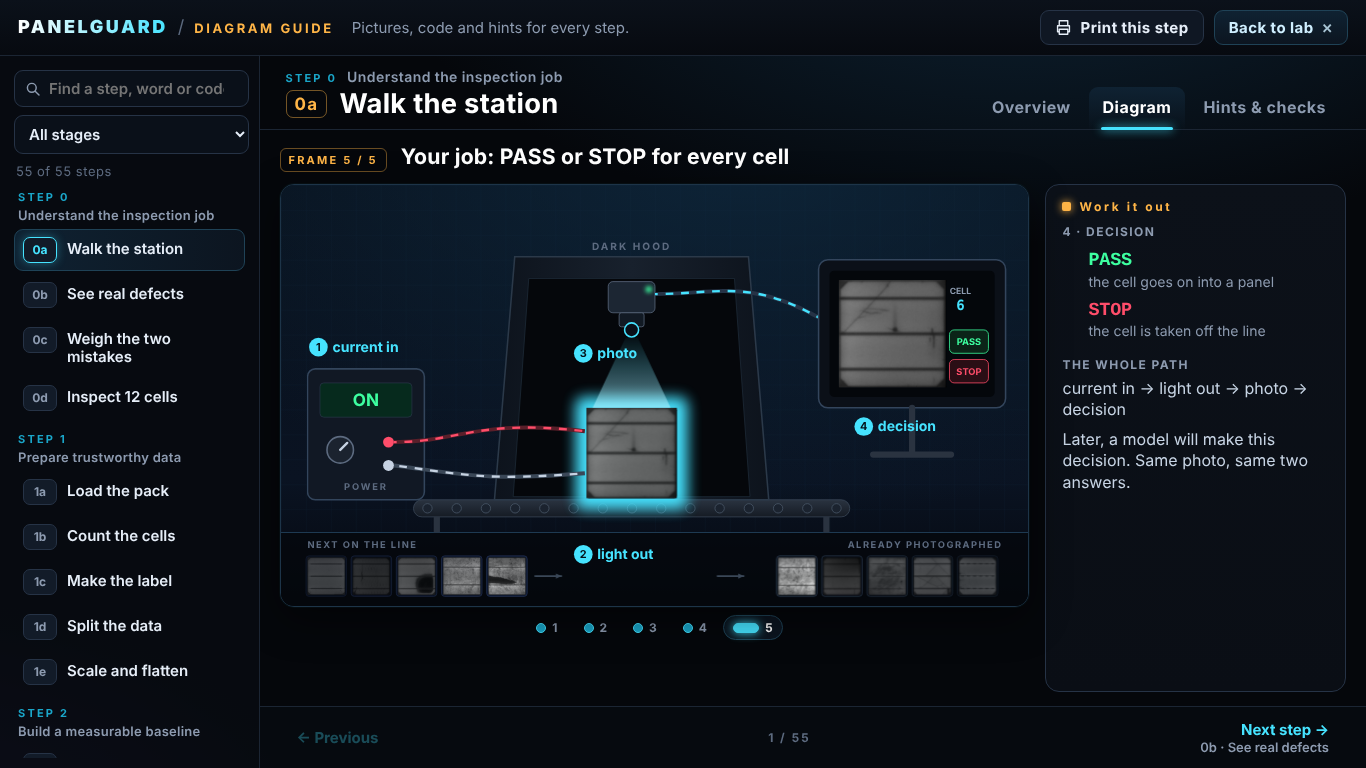 PANELGUARD / DIAGRAM GUIDE Pictures, code and hints for every step.
Print this step
Back to lab ×
Find a step, word or cod
All stages
55 of 55 steps
STEP 0
Understand the inspection job
0a Walk the station
0b See real defects
0c Weigh the two
mistakes
0d Inspect 12 cells
STEP 1
Prepare trustworthy data
1a Load the pack
1b Count the cells
1c Make the label
1d Split the data
1e Scale and flatten
STEP 2
Build a measurable baseline
STEP 0 Understand the inspection job
0a Walk the station
Overview
Diagram
Hints & checks
FRAME 5 / 5 Your job: PASS or STOP for every cell
DARK HOOD
CELL
6
PASS
STOP
1 current in
3 photo
ON
4 decision
POWER
2 light out
NEXT ON THE LINE
ALREADY PHOTOGRAPHED
1 2 3 4 5
Work it out
4 · DECISION
PASS
the cell goes on into a panel
STOP
the cell is taken off the line
THE WHOLE PATH
current in → light out → photo →
decision
Later, a model will make this
decision. Same photo, same two
answers.
← Previous
1 / 55
Next step →
0b · See real defects